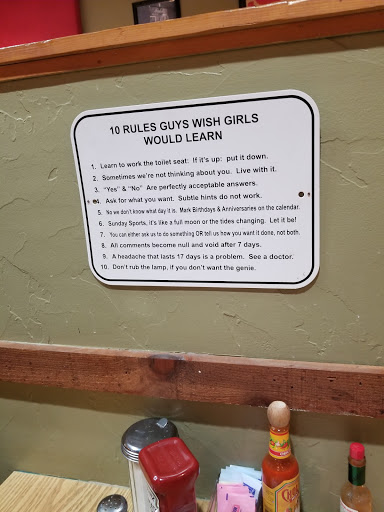 10 RULES GUYS WISH GIRLS
WOULD LEARN
1. Learn to work the toilet seat: If it's up: put it down.
2. Sometimes we're not thinking about you. Live with it.
3. "Yes" & "No" Are perfectly acceptable answers.
4. Ask for what you want. Subtle hints do not work.
5. No we don't know what day it is. Mark Birthdays & Anniversaries on the calendar.
6. Sunday Sports, it's like a full moon or the tides changing. Let it be!
7. You can either ask us to do something OR tell us how you want it done, not both.
8. All comments become null and void after 7 days.
9. A headache that lasts 17 days is a problem. See a doctor.
10. Don't rub the lamp, if you don't want the genie.
Cholula